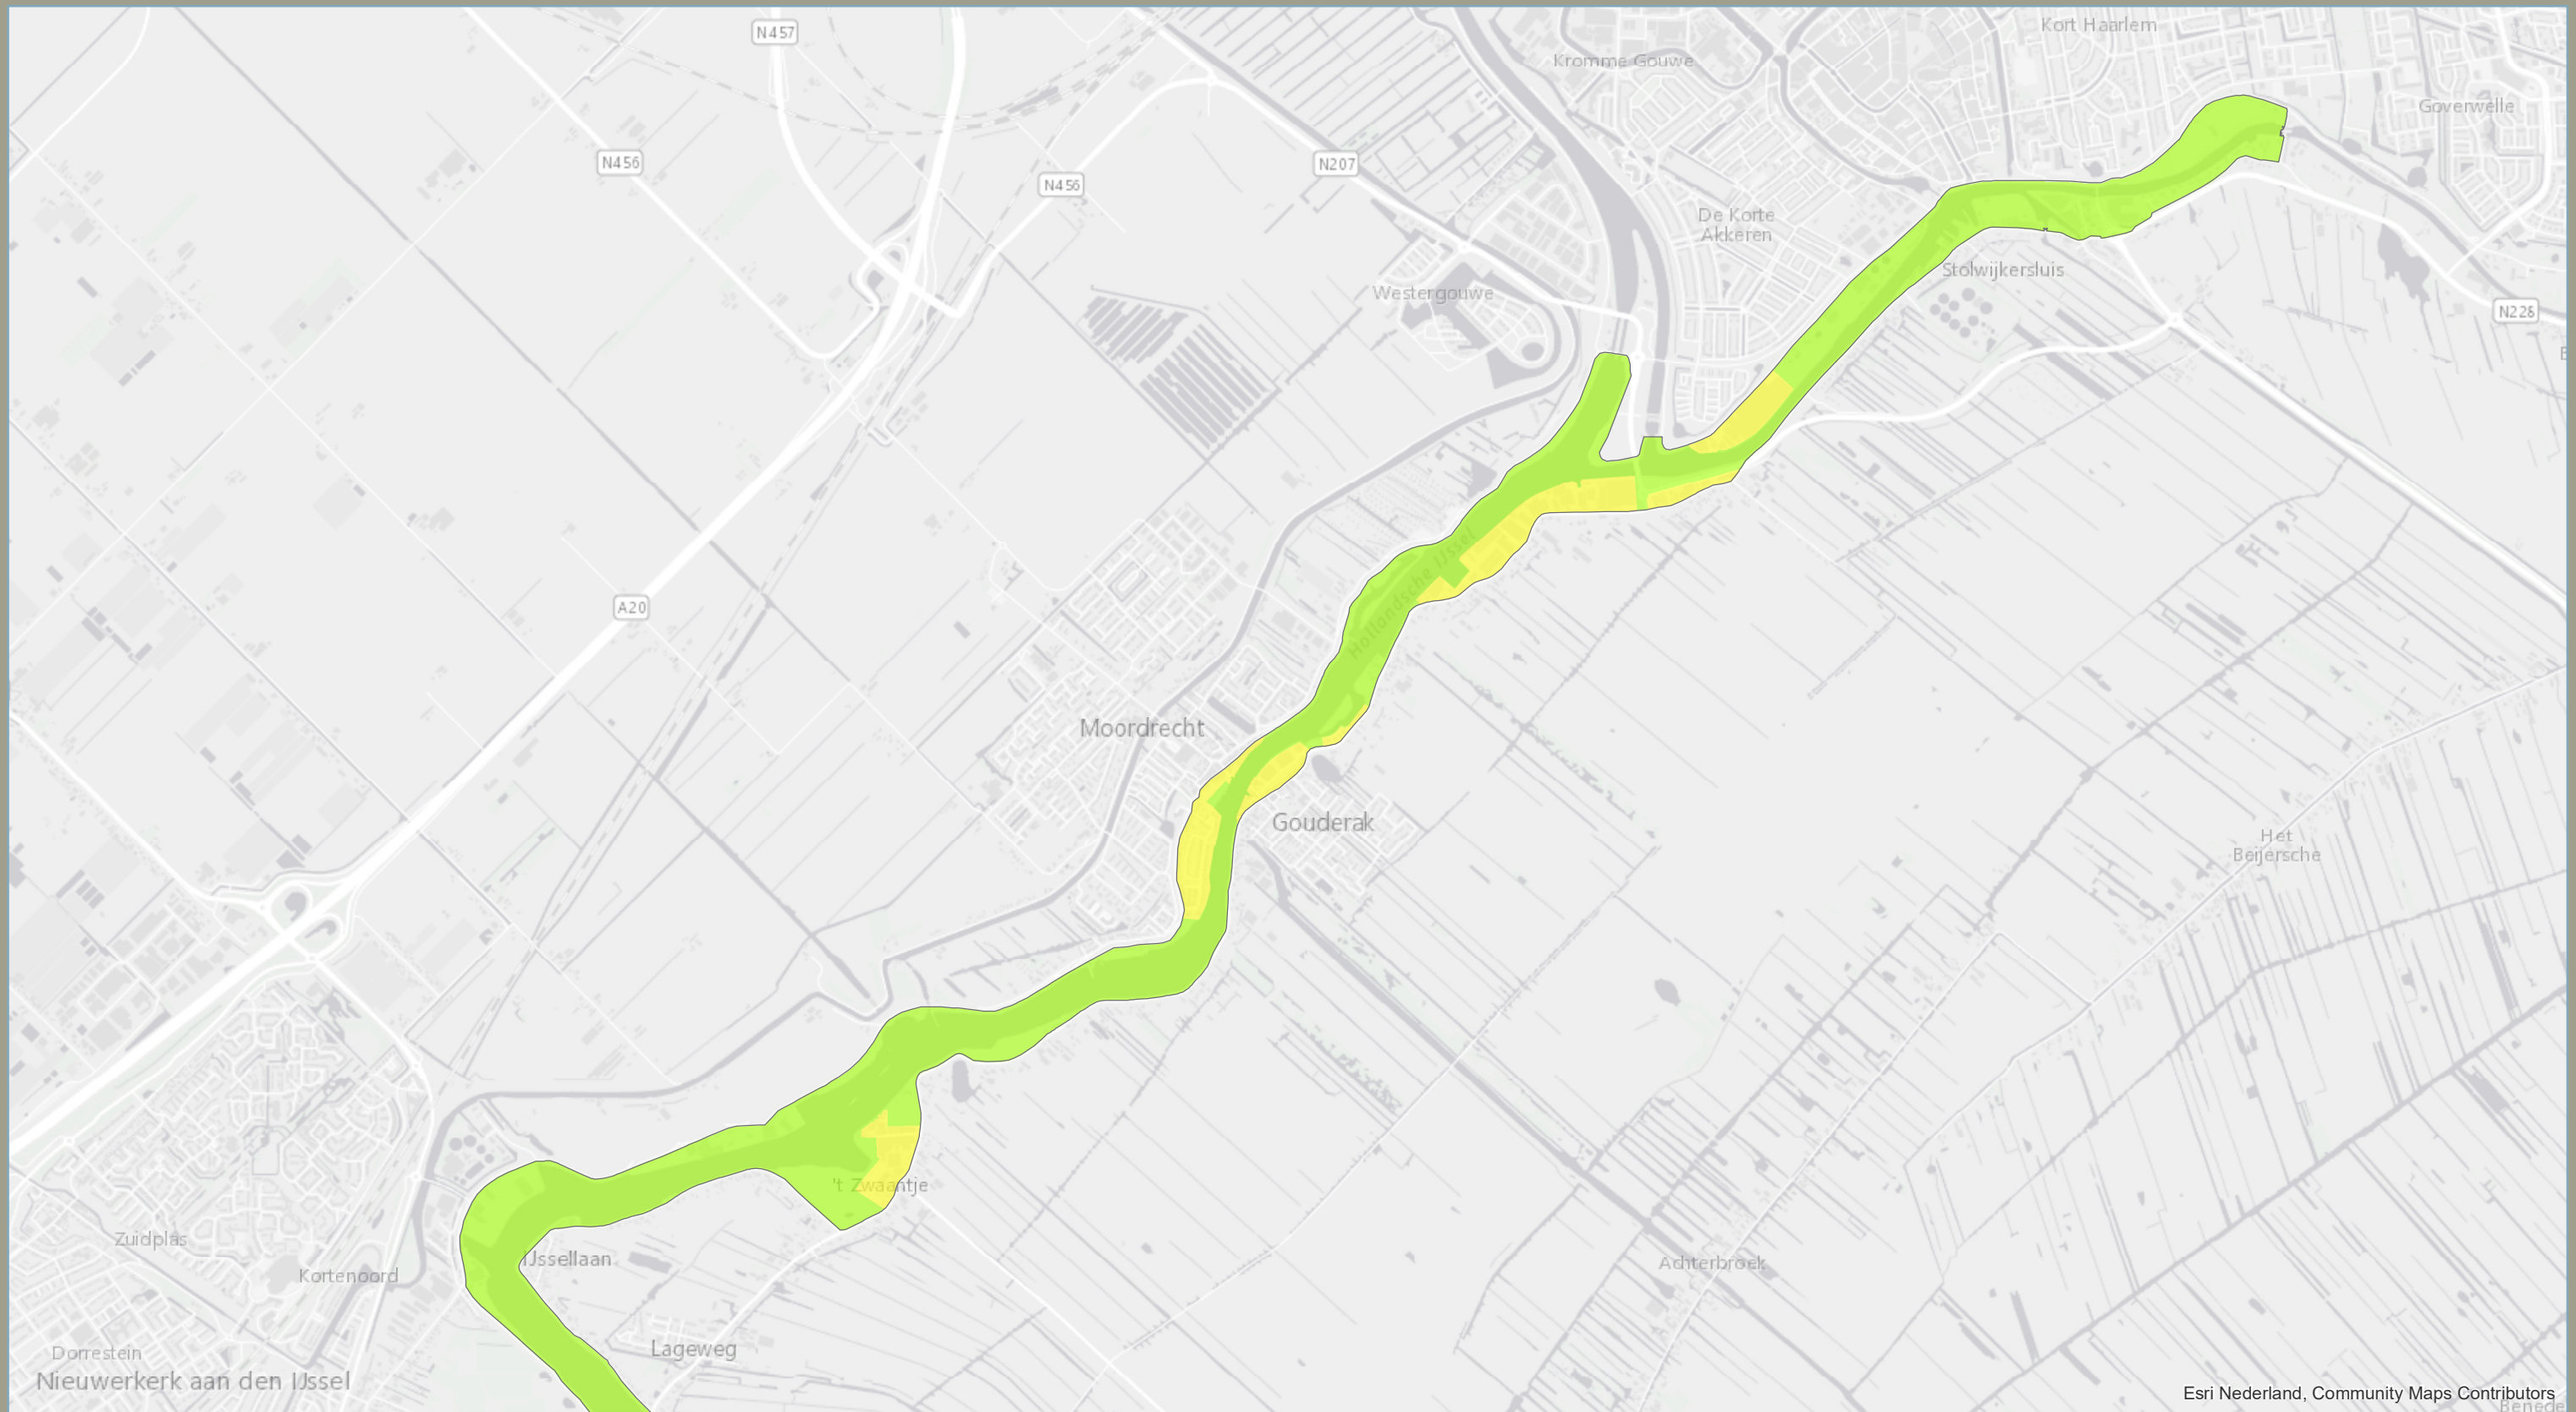 Kort Haarlem
N457
Kromme Gouwe
Goverwelle
N456
N207
N456
De Korte
Akkeren
Stolwijkersluis
Westergouwe
N228
Hollandsche IJssel
A20
Moordrecht
Gouderak
Het
Beijersche
't Zwaantje
Zuidplas
IJssellaan
Achterbroek
Kortenoord
Lageweg
Dorrestein
Nieuwerkerk aan den IJssel
Esri Nederland, Community Maps Contributors